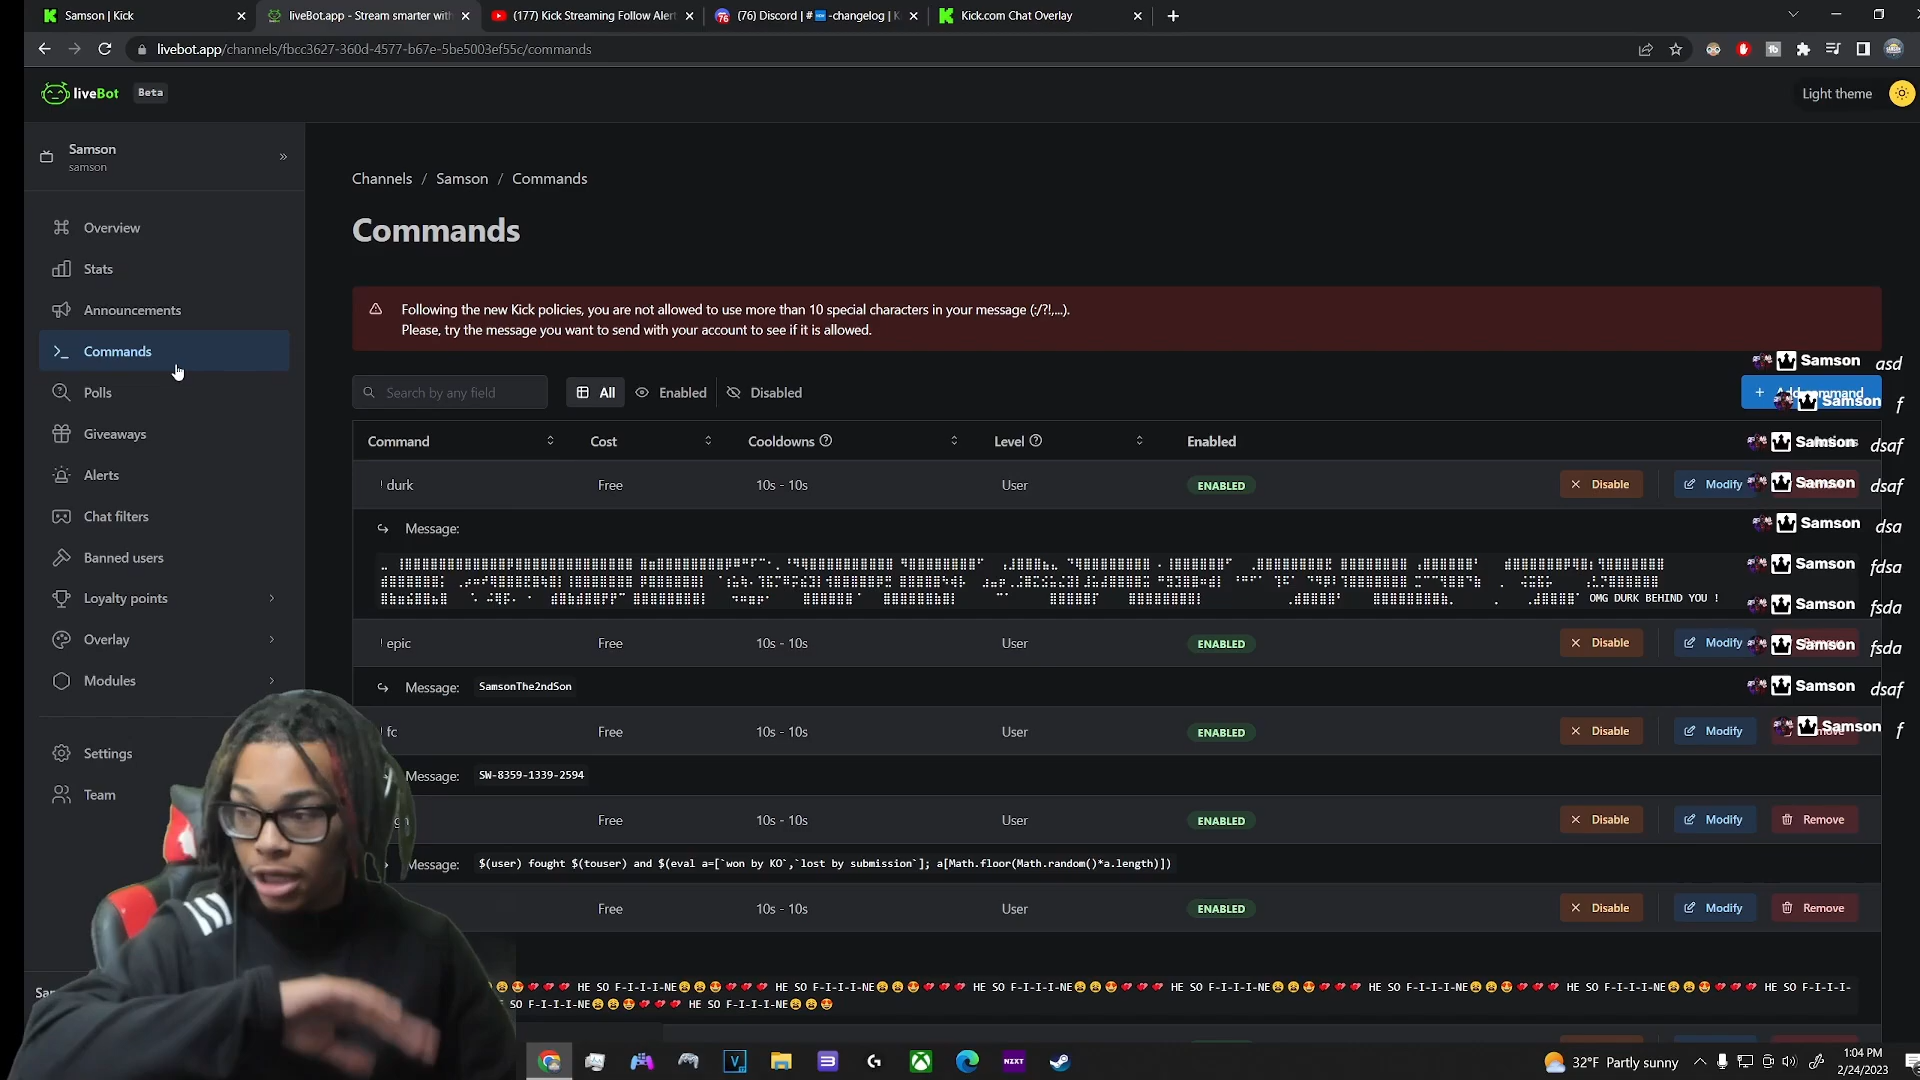 Samson | Kick
liveBot.app - Stream smarter with
(177) Kick Streaming Follow Aler
(76) Discord | #🆕-changelog | K
Kick.com Chat Overlay
livebot.app/channels/fbcc3627-360d-4577-b67e-5be5003ef55c/commands
liveBot Beta
Light theme
Samson
samson
Overview
Stats
Announcements
Commands
Polls
Giveaways
Alerts
Chat filters
Banned users
Loyalty points
Overlay
Modules
Settings
Team
Channels / Samson / Commands
Commands
Following the new Kick policies, you are not allowed to use more than 10 special characters in your message (;/?!,...).
Please, try the message you want to send with your account to see if it is allowed.
Search by any field All Enabled Disabled
Command Cost Cooldowns Level Enabled
! durk Free 10s - 10s User ENABLED Disable Modify
Message:
OMG DURK BEHIND YOU !
! epic Free 10s - 10s User ENABLED Disable Modify
Message: SamsonThe2ndSon
! fc Free 10s - 10s User ENABLED Disable Modify
Message: SW-8359-1339-2594
Free 10s - 10s User ENABLED Disable Modify Remove
Message: $(user) fought $(touser) and $(eval a=[`won by KO`,`lost by submission`]; a[Math.floor(Math.random()*a.length)])
Free 10s - 10s User ENABLED Disable Modify Remove
😩😍💔💔💔 HE SO F-I-I-I-NE😩😩😍💔💔💔 HE SO F-I-I-I-NE😩😩😍💔💔💔 HE SO F-I-I-I-NE😩😩😍💔💔💔 HE SO F-I-I-I-NE😩😩😍💔💔💔 HE SO F-I-I-I-NE😩😩😍💔💔💔 HE SO F-I-I-I-NE😩😩😍💔💔💔 HE SO F-I-I-I-
SO F-I-I-I-NE😩😩😍💔💔💔 HE SO F-I-I-I-NE😩😩😍
Samson asd
Samson f
Samson dsaf
Samson dsaf
Samson dsa
Samson fdsa
Samson fsda
Samson fsda
Samson dsaf
Samson f
NZXT
32°F Partly sunny
1:04 PM
2/24/2023